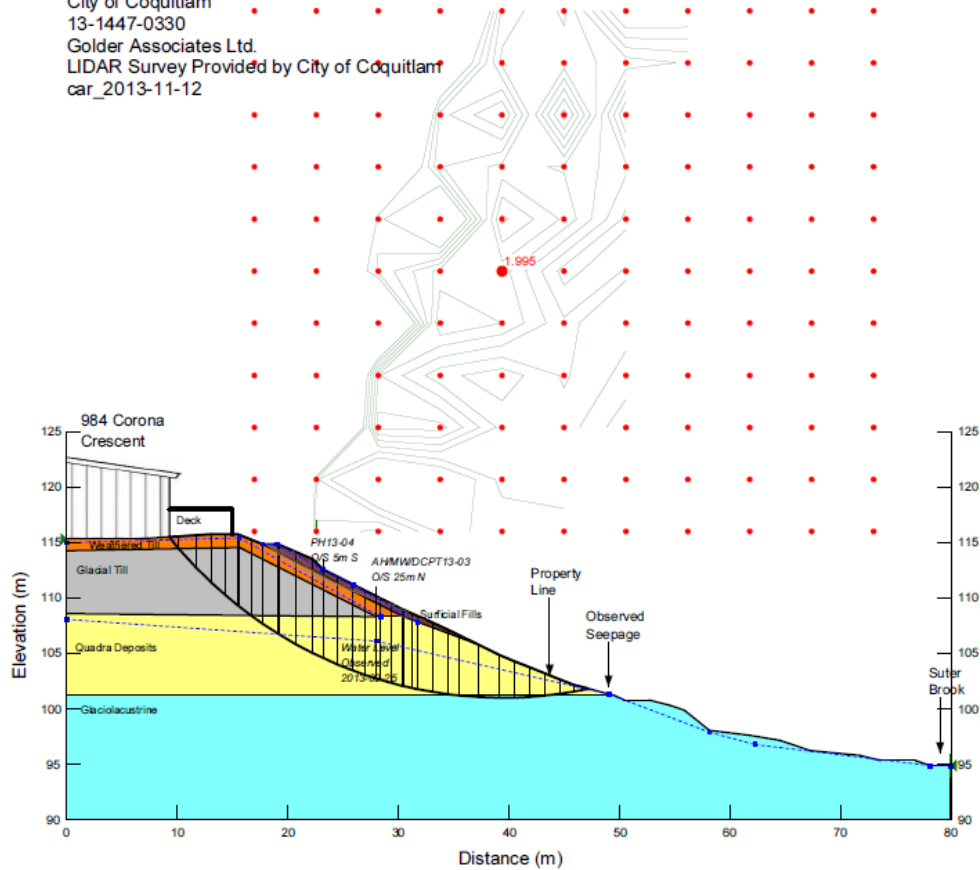 City of Coquitlam
13-1447-0330
Golder Associates Ltd.
LIDAR Survey Provided by City of Coquitlam
car_2013-11-12
1.995
984 Corona
Crescent
125
120
115
110
105
100
95
90
Elevation (m)
125
120
115
110
105
100
95
90
Deck
Weathered Till
Glacial Till
PH13-04
O/S 5m S
AH/MW/DCPT13-03
O/S 25m N
Surficial Fills
Property
Line
Observed
Seepage
Suter
Brook
Quadra Deposits
Water Level
Observed
Glaciolacustrine
0
10
20
30
40
50
60
70
80
Distance (m)